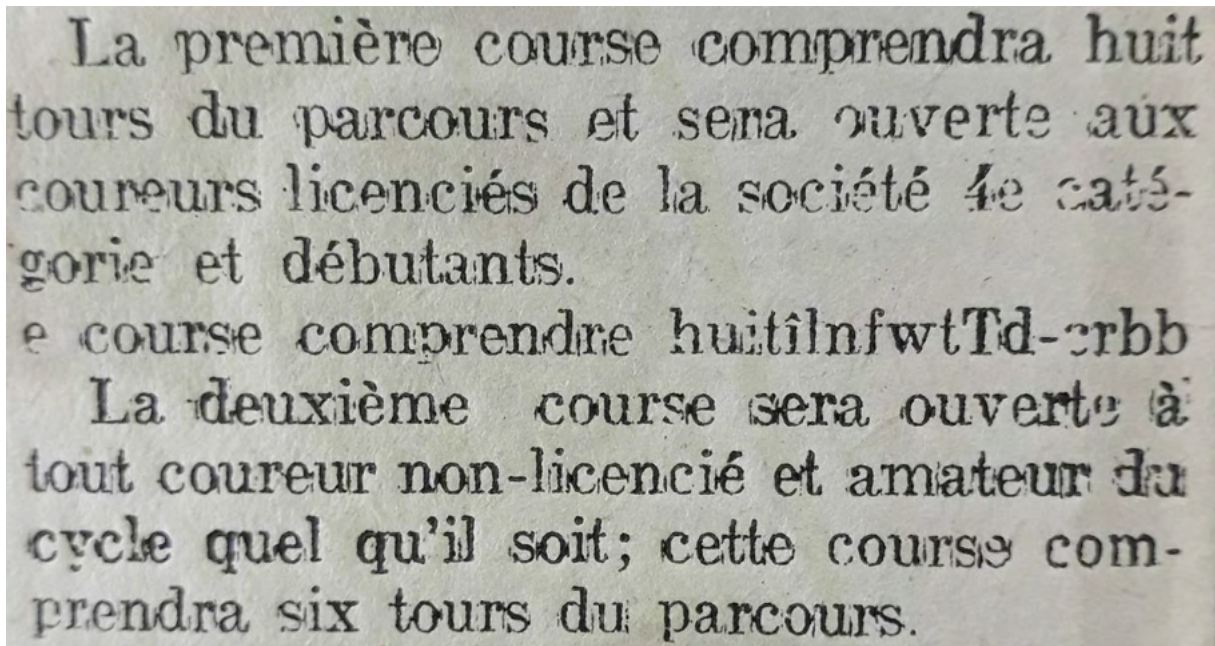 La première course comprendra huit
tours du parcours et sera ouverte aux
coureurs licenciés de la société 4e caté-
gorie et débutants.
e course comprendre huitîlnfwtTd-erbb
La deuxième course sera ouverte à
tout coureur non-licencié et amateur du
cycle quel qu'il soit; cette course com-
prendra six tours du parcours.